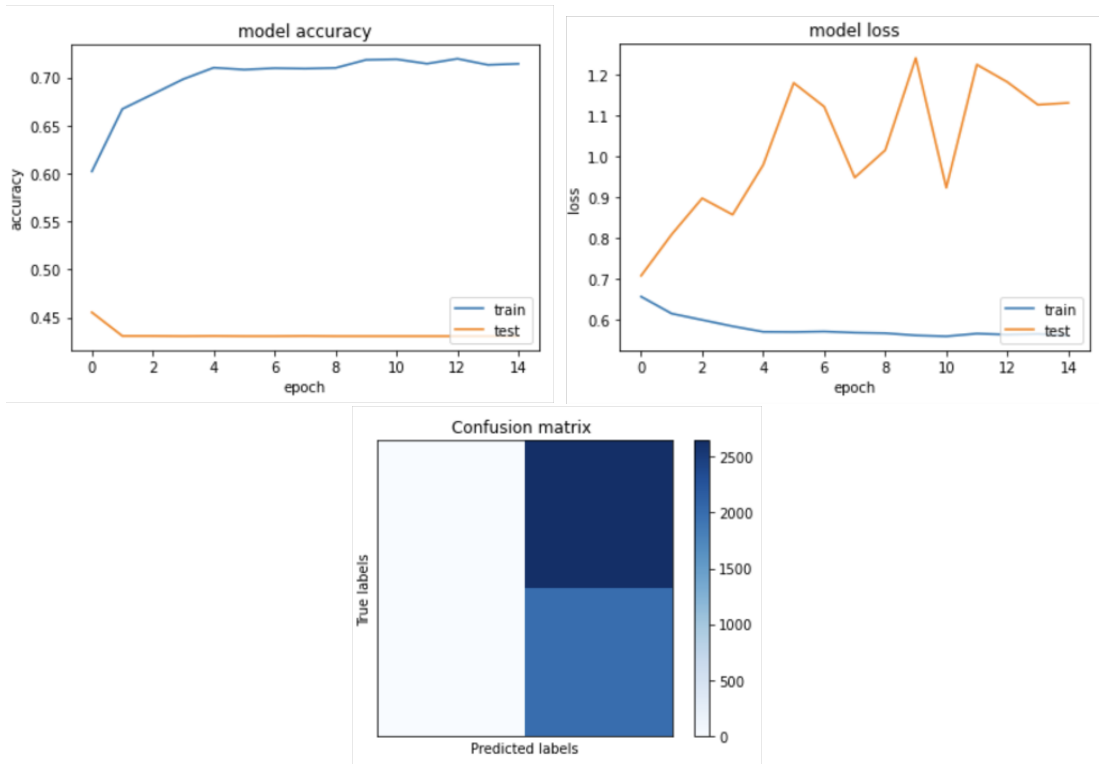 model accuracy
0.70
0.65
0.60
0.55
0.50
0.45
accuracy
0 2 4 6 8 10 12 14
epoch
train
test
model loss
1.2
1.1
1.0
0.9
0.8
0.7
0.6
loss
0 2 4 6 8 10 12 14
epoch
train
test
Confusion matrix
True labels
Predicted labels
2500
2000
1500
1000
500
0